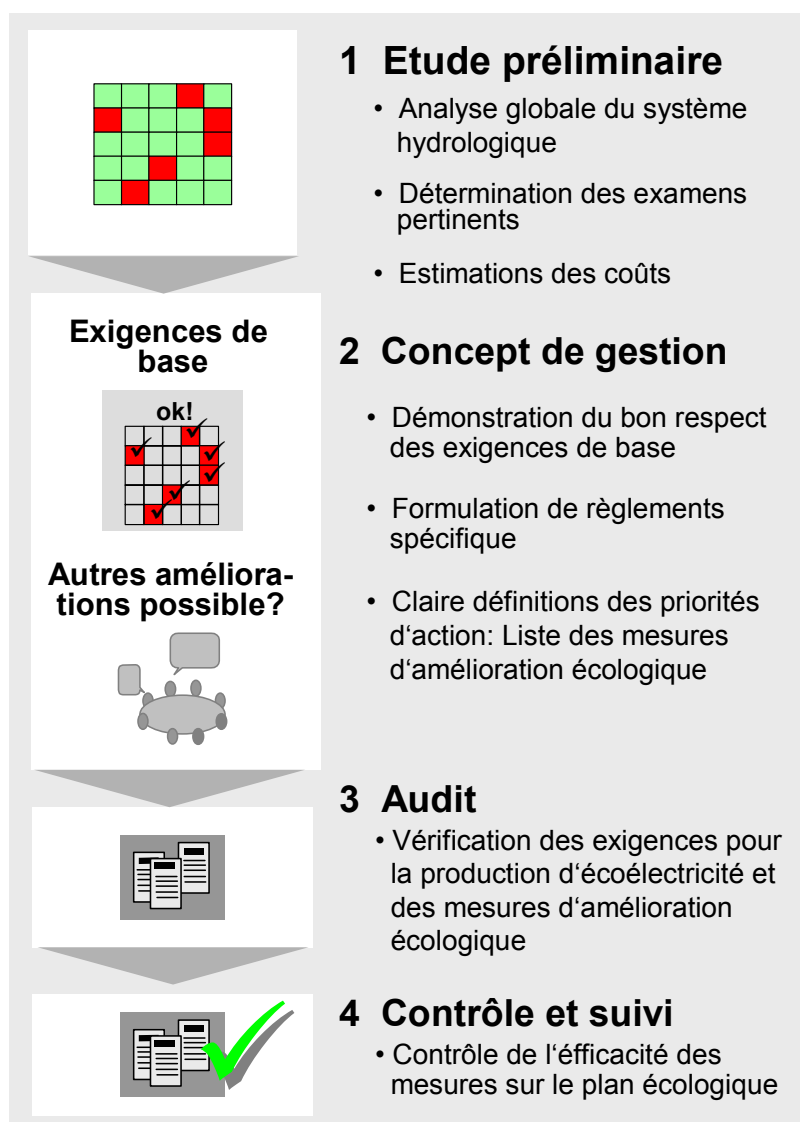 1 Etude préliminaire
• Analyse globale du système
hydrologique
• Détermination des examens
pertinents
• Estimations des coûts
Exigences de
base
ok!
Autres améliora-
tions possible?
2 Concept de gestion
• Démonstration du bon respect
des exigences de base
• Formulation de règlements
spécifique
• Claire définitions des priorités
d‘action: Liste des mesures
d‘amélioration écologique
3 Audit
• Vérification des exigences pour
la production d‘écoélectricité et
des mesures d‘amélioration
écologique
4 Contrôle et suivi
• Contrôle de l‘éfficacité des
mesures sur le plan écologique